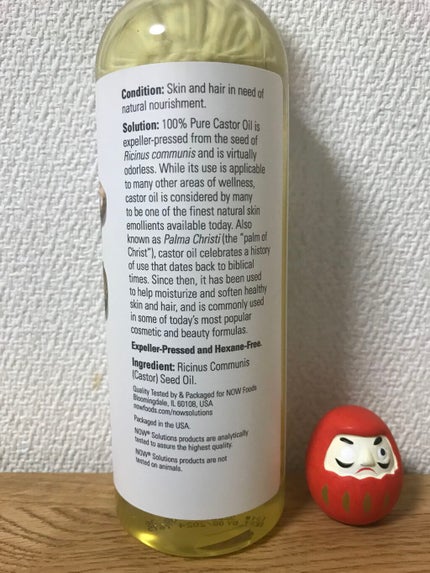 Condition: Skin and hair in need of
natural nourishment.
Solution: 100% Pure Castor Oil is
expeller-pressed from the seed of
Ricinus communis and is virtually
odorless. While its use is applicable
to many other areas of wellness,
castor oil is considered by many
to be one of the finest natural skin
emollients available today. Also
known as Palma Christi (the "palm of
Christ"), castor oil celebrates a history
of use that dates back to biblical
times. Since then, it has been used
to help moisturize and soften healthy
skin and hair, and is commonly used
in some of today's most popular
cosmetic and beauty formulas.
Expeller-Pressed and Hexane-Free.
Ingredient: Ricinus Communis
(Castor) Seed Oil.
Quality Tested by & Packaged for NOW Foods
Bloomingdale, IL 60108, USA
nowfoods.com/nowsolutions
Packaged in the USA.
NOW® Solutions products are analytically
tested to assure the highest quality.
NOW® Solutions products are not
tested on animals.